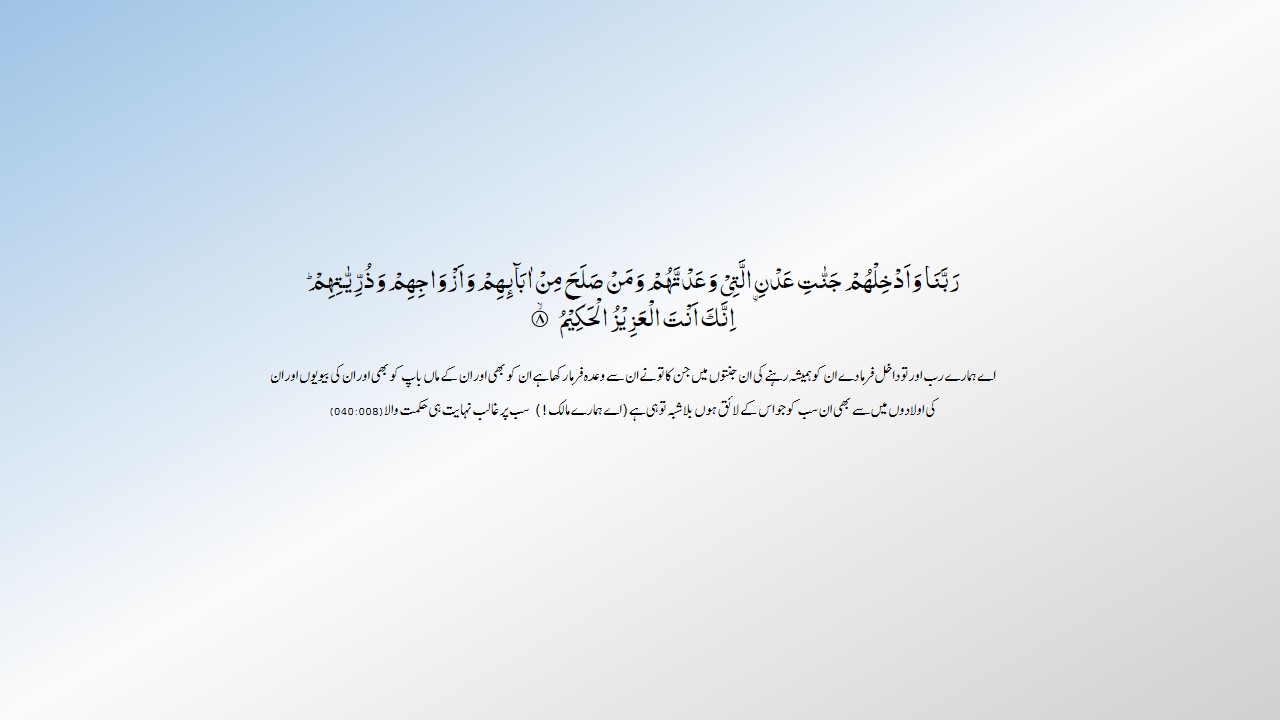 رَبَّنَا وَاَدْخِلْهُمْ جَنّٰتِ عَدْنِۨ الَّتِىْ وَعَدْتَّهُمْ وَمَنْ صَلَحَ مِنْ اٰبَآٮِٕهِمْ وَاَزْوَاجِهِمْ وَذُرِّيّٰتِهِمْؕ
اِنَّكَ اَنْتَ الْعَزِيْزُ الْحَكِيْمُ ۙ‏ ﴿۸﴾
اے ہمارے رب اور تو داخل فرما دے ان کو ہمیشہ رہنے کی ان جنتوں میں جن کا تو نے ان سے وعدہ فرما رکھا ہے ان کو بھی اور ان کے ماں باپ کو بھی اور ان کی بیویوں اور ان
کی اولادوں میں سے بھی ان سب کو جو اس کے لائق ہوں بلاشبہ تو ہی ہے (اے ہمارے مالک!) سب پر غالب نہایت ہی حکمت والا (040:008)